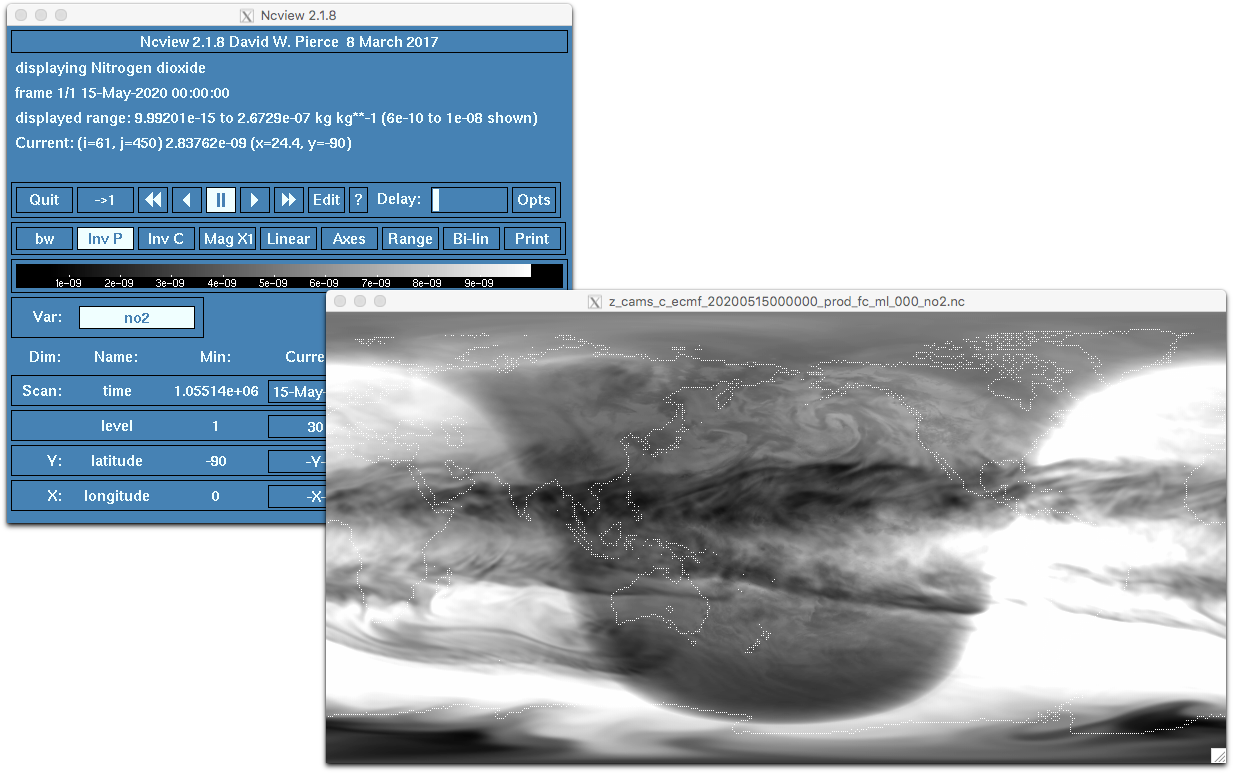 Ncview 2.1.8
Ncview 2.1.8 David W. Pierce  8 March 2017
displaying Nitrogen dioxide
frame 1/1 15-May-2020 00:00:00
displayed range: 9.99201e-15 to 2.6729e-07 kg kg**-1 (6e-10 to 1e-08 shown)
Current: (i=61, j=450) 2.83762e-09 (x=24.4, y=-90)
Quit ->1 Edit ? Delay: Opts
bw Inv P Inv C Mag X1 Linear Axes Range Bi-lin Print
1e-09 2e-09 3e-09 4e-09 5e-09 6e-09 7e-09 8e-09 9e-09
z_cams_c_ecmf_20200515000000_prod_fc_ml_000_no2.nc
Var: no2
Dim: Name: Min: Curre
Scan: time 1.05514e+06 15-May-
level 1 30
Y: latitude -90 -Y-
X: longitude 0 -X-